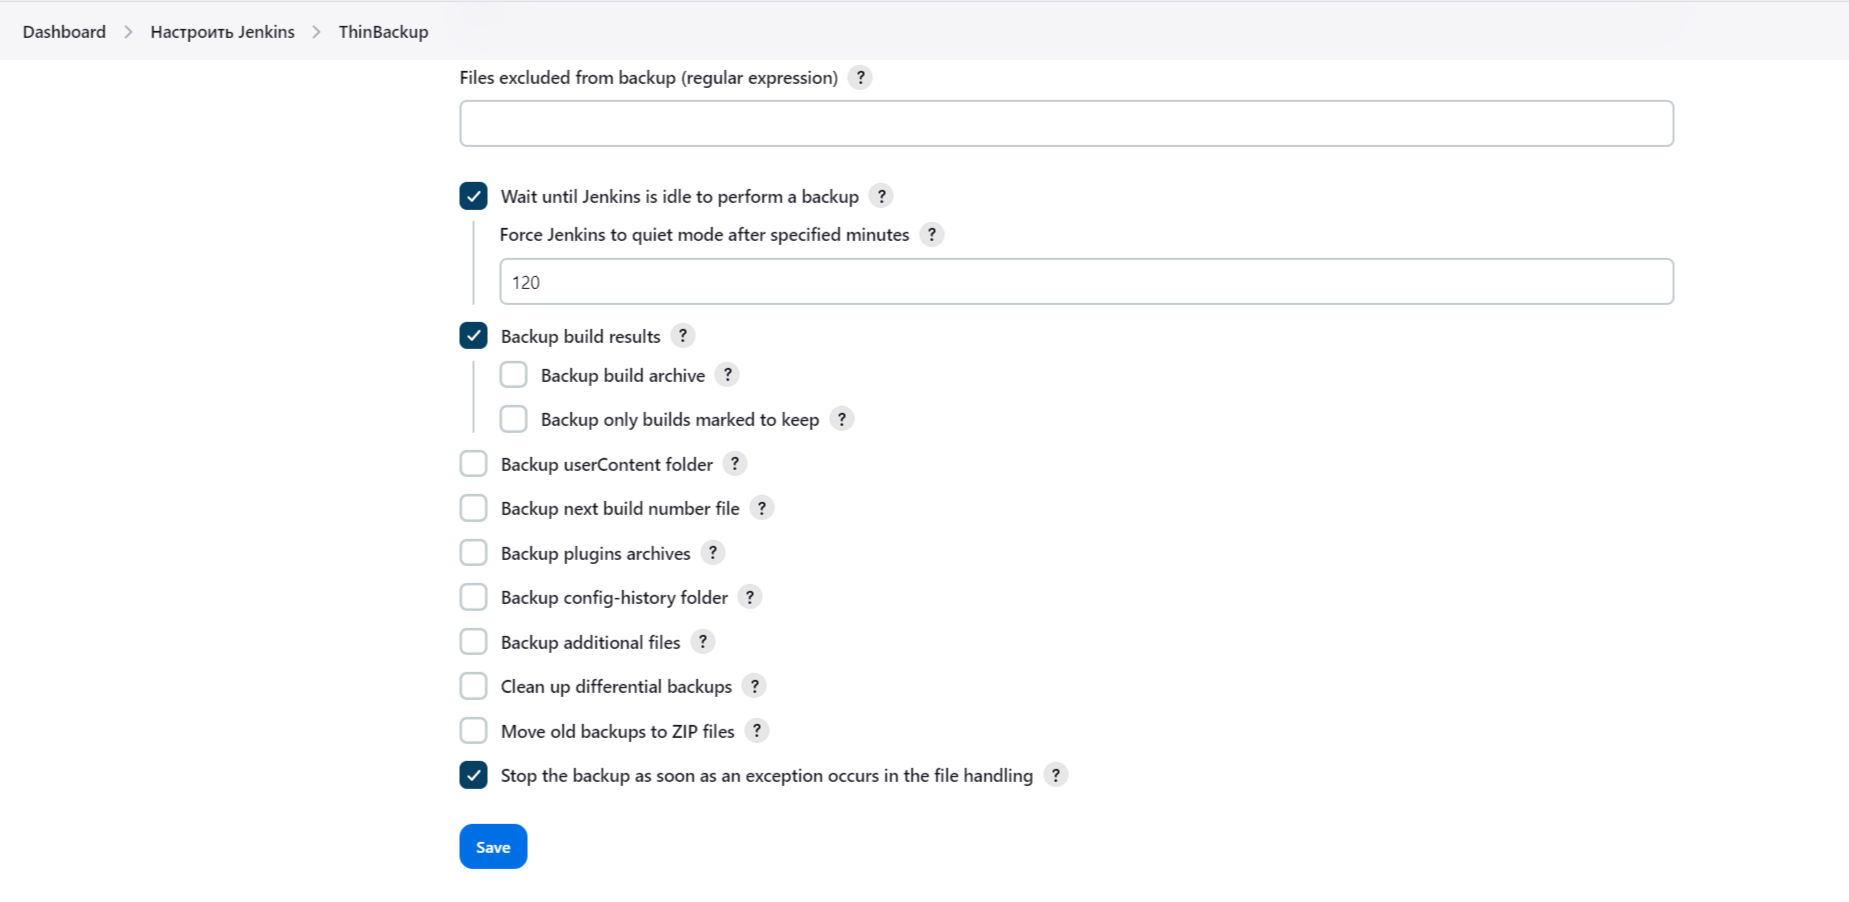 Dashboard > Настроить Jenkins > ThinBackup
Files excluded from backup (regular expression) ?
Wait until Jenkins is idle to perform a backup ?
Force Jenkins to quiet mode after specified minutes ?
120
Backup build results ?
Backup build archive ?
Backup only builds marked to keep ?
Backup userContent folder ?
Backup next build number file ?
Backup plugins archives ?
Backup config-history folder ?
Backup additional files ?
Clean up differential backups ?
Move old backups to ZIP files ?
Stop the backup as soon as an exception occurs in the file handling ?
Save